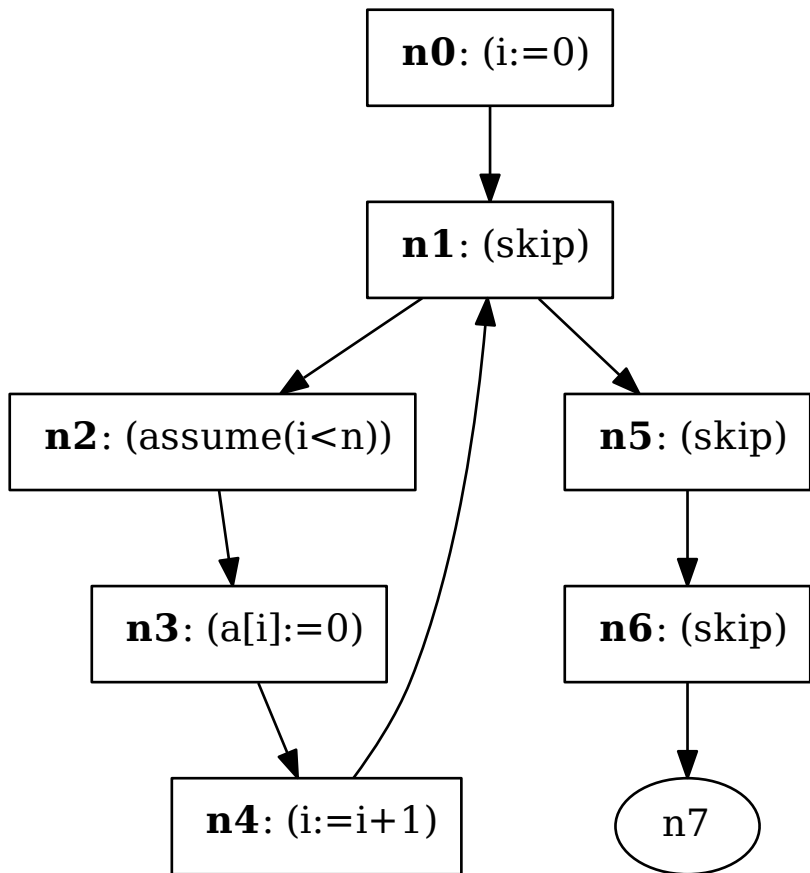 n0: (i:=0)
n1: (skip)
n2: (assume(i<n))
n5: (skip)
n3: (a[i]:=0)
n6: (skip)
n4: (i:=i+1)
n7